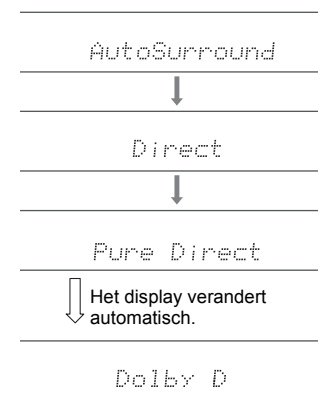 AutoSurround
Direct
Pure Direct
Het display verandert
automatisch.
Dolby D